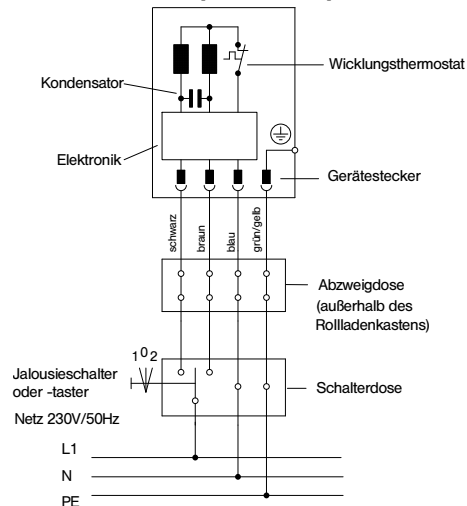 Wicklungsthermostat
Kondensator
Elektronik
Gerätestecker
schwarz
braun
blau
grün/gelb
Abzweigdose
(außerhalb des
Rollladenkastens)
1 0 2
Jalousieschalter
oder -taster
Schalterdose
Netz 230V/50Hz
L1
N
PE